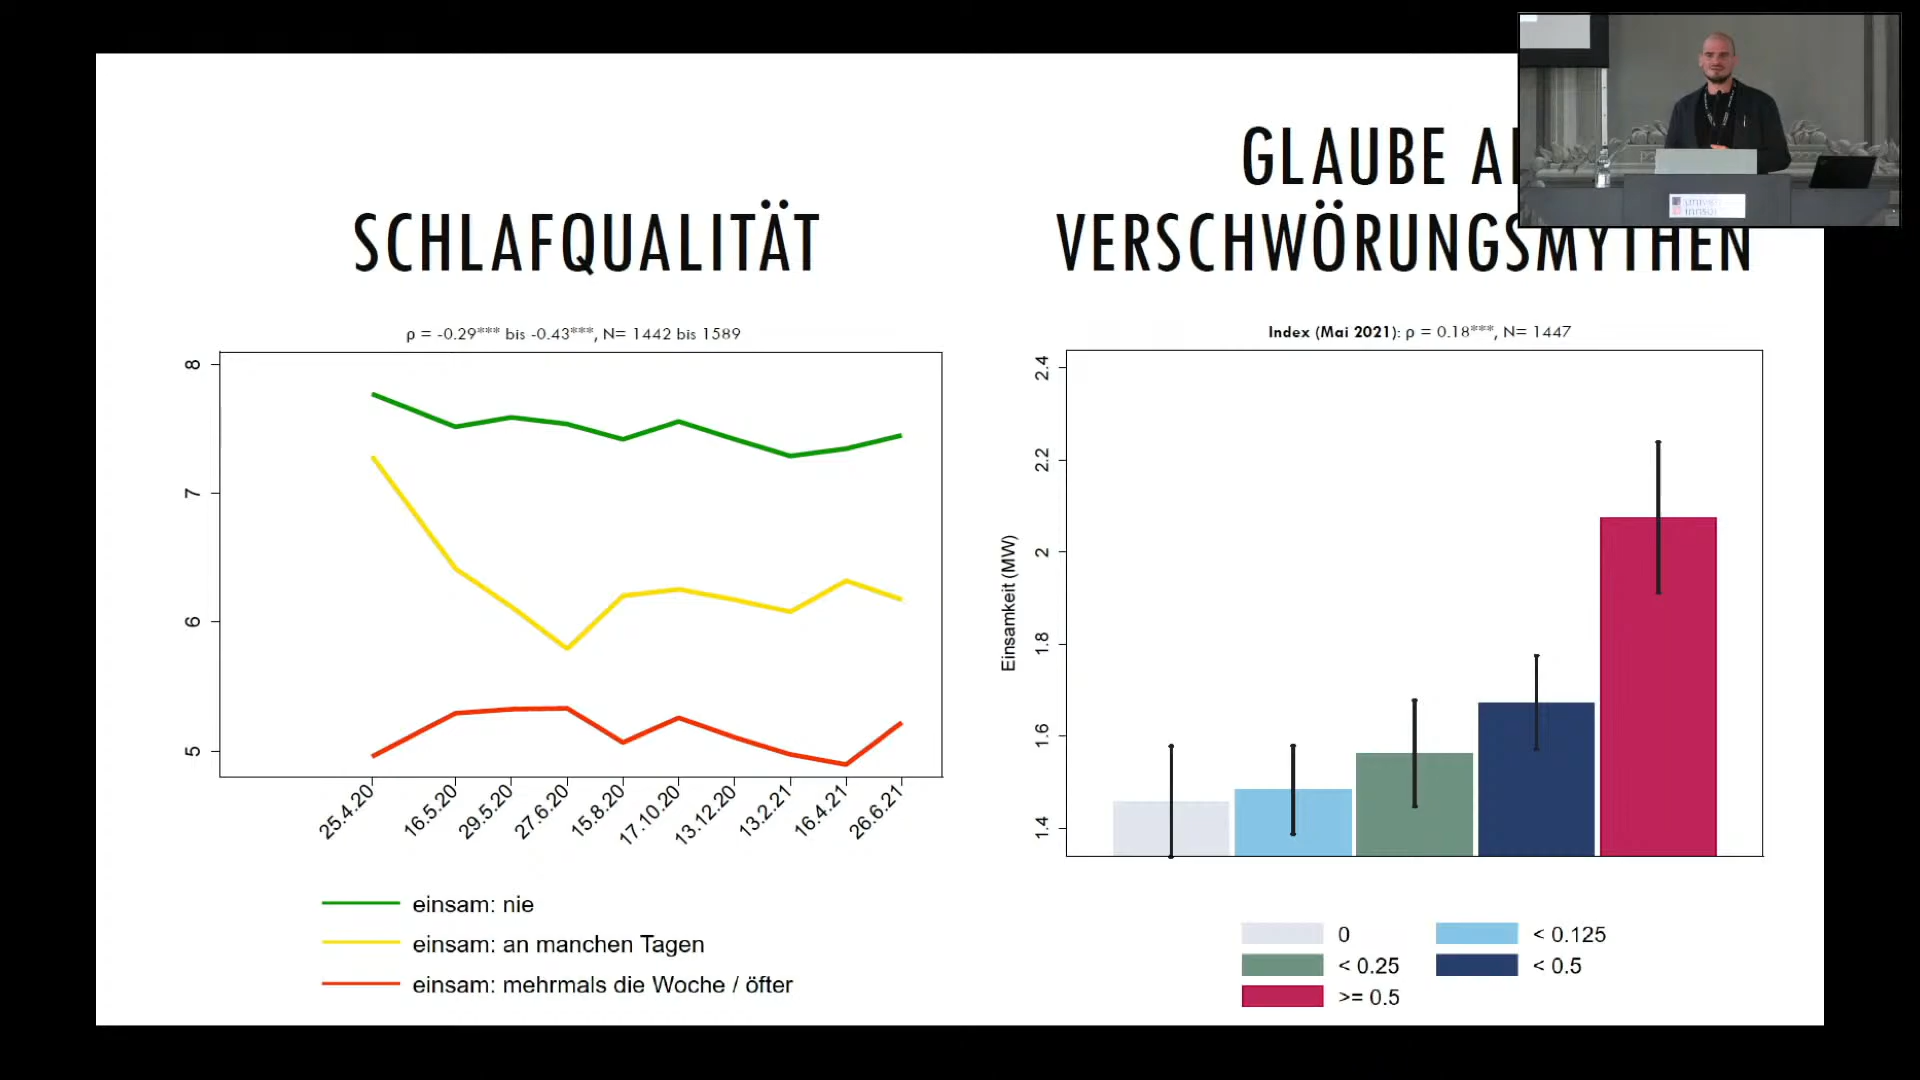 SCHLAFQUALITÄT
ρ = -0.29*** bis -0.43***, N= 1442 bis 1589
8
7
6
5
25.4.20
16.5.20
29.5.20
27.6.20
15.8.20
17.10.20
13.12.20
13.2.21
16.4.21
26.6.21
einsam: nie
einsam: an manchen Tagen
einsam: mehrmals die Woche / öfter
GLAUBE
VERSCHWÖRUNGSMYTHEN
Index (Mai 2021): ρ = 0.18***, N= 1447
Einsamkeit (MW)
2.4
2.2
2
1.8
1.6
1.4
0
< 0.125
< 0.25
< 0.5
>= 0.5